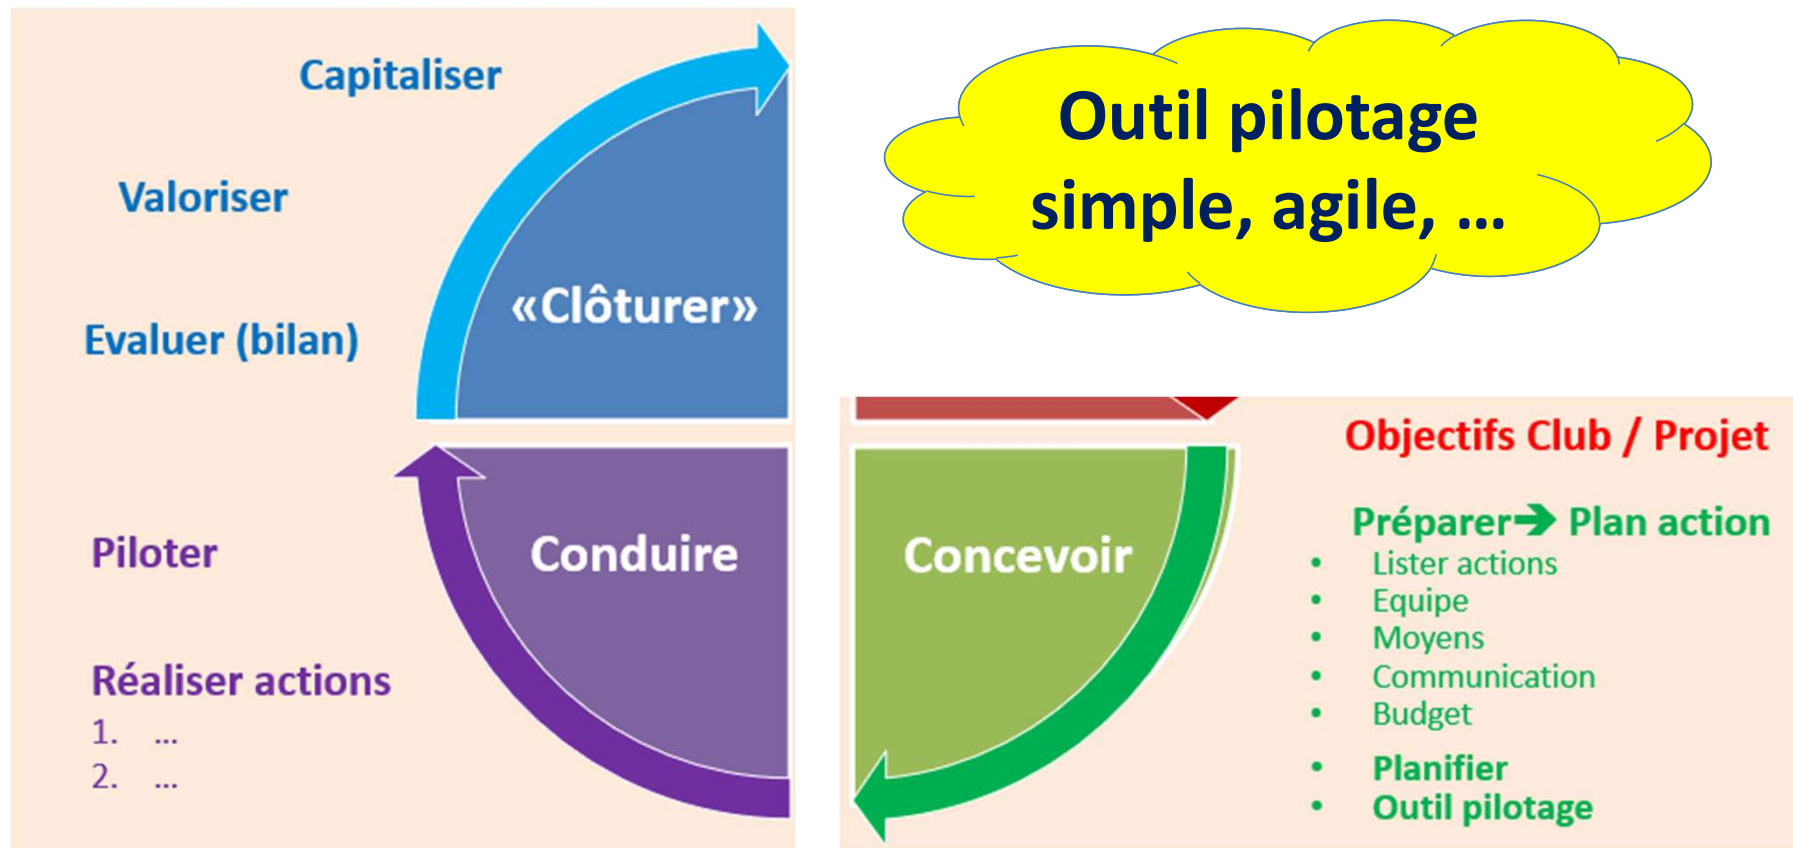 Capitaliser
Valoriser
Evaluer (bilan)
«Clôturer»
Outil pilotage
simple, agile, ...
Piloter
Réaliser actions
1. ...
2. ...
Conduire
Concevoir
Objectifs Club / Projet
Préparer➔ Plan action
• Lister actions
• Equipe
• Moyens
• Communication
• Budget
• Planifier
• Outil pilotage